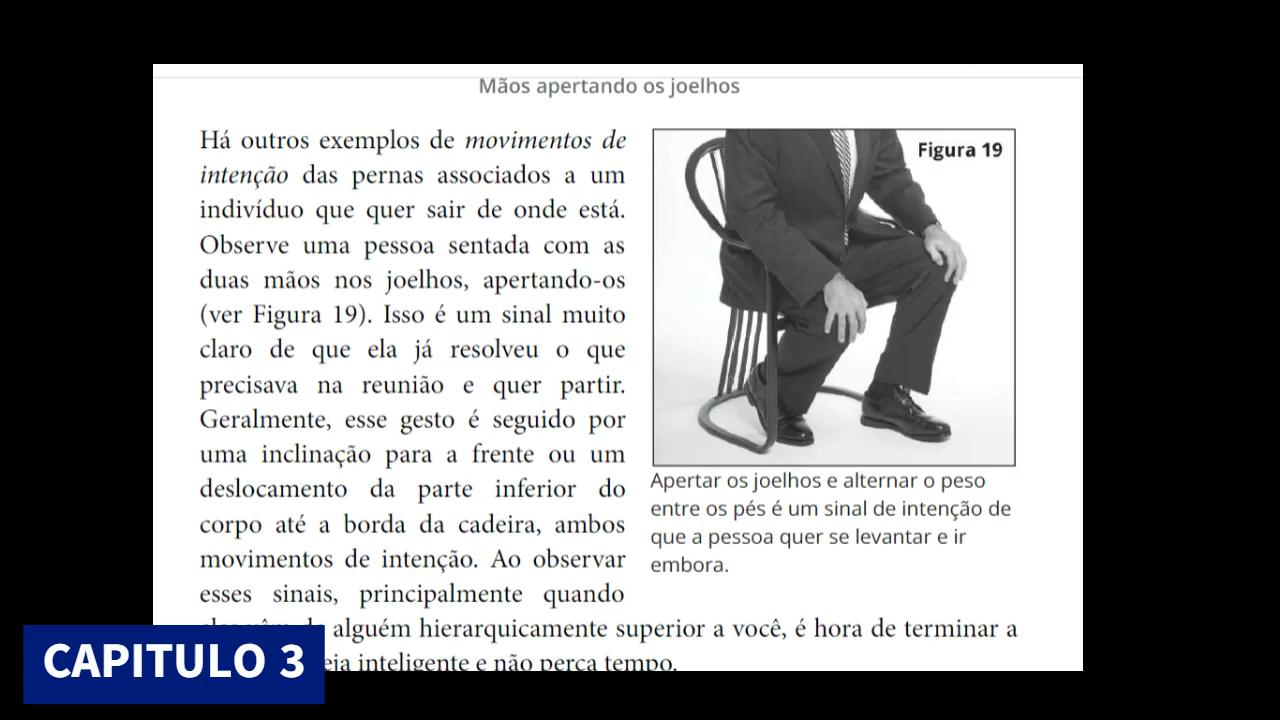 Mãos apertando os joelhos
Há outros exemplos de movimentos de
intenção das pernas associados a um
indivíduo que quer sair de onde está.
Observe uma pessoa sentada com as
duas mãos nos joelhos, apertando-os
(ver Figura 19). Isso é um sinal muito
claro de que ela já resolveu o que
precisava na reunião e quer partir.
Geralmente, esse gesto é seguido por
uma inclinação para a frente ou um
deslocamento da parte inferior do
corpo até a borda da cadeira, ambos
movimentos de intenção. Ao observar
esses sinais, principalmente quando
alguém hierarquicamente superior a você, é hora de terminar a
inteligente e não perca tempo.
Figura 19
Apertar os joelhos e alternar o peso
entre os pés é um sinal de intenção de
que a pessoa quer se levantar e ir
embora.
CAPITULO 3